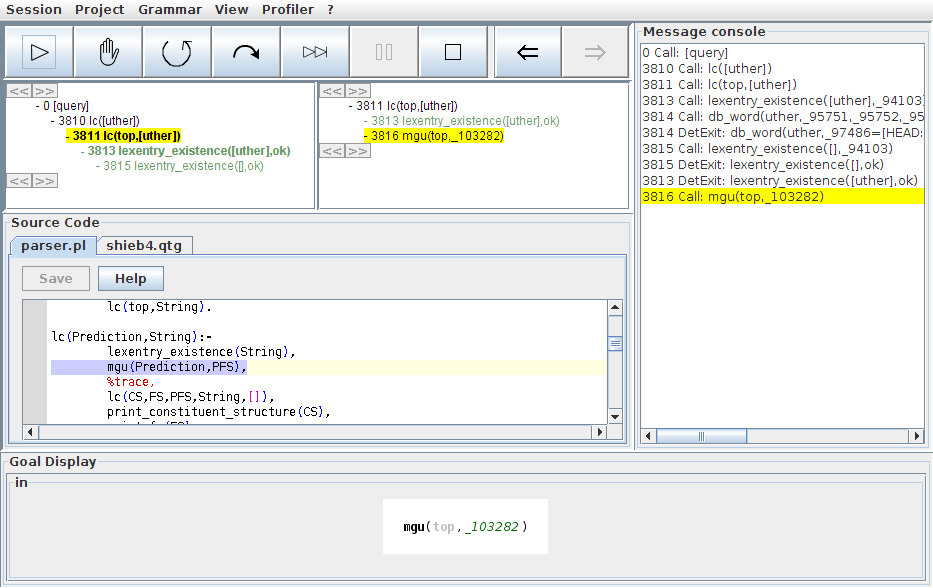 Session Project Grammar View Profiler ?
Message console
<< >>
- 0 [query]
- 3810 lc([uther])
- 3811 lc(top,[uther])
- 3813 lexentry_existence([uther],ok)
- 3815 lexentry_existence([],ok)
<< >>
<< >>
- 3811 lc(top,[uther])
- 3813 lexentry_existence([uther],ok)
- 3816 mgu(top,_103282)
<< >>
0 Call: [query]
3810 Call: lc([uther])
3811 Call: lc(top,[uther])
3813 Call: lexentry_existence([uther],_94103)
3814 Call: db_word(uther,_95751,_95752,_95
3814 DetExit: db_word(uther,_97486=[HEAD:
3815 Call: lexentry_existence([],_94103)
3815 DetExit: lexentry_existence([],ok)
3813 DetExit: lexentry_existence([uther],ok)
3816 Call: mgu(top,_103282)
Source Code
parser.pl shieb4.qtg
Save Help
lc(top,String).
lc(Prediction,String):-
lexentry_existence(String),
mgu(Prediction,PFS),
%trace,
lc(CS,FS,PFS,String,[]),
print_constituent_structure(CS),
Goal Display
in
mgu(top,_103282)